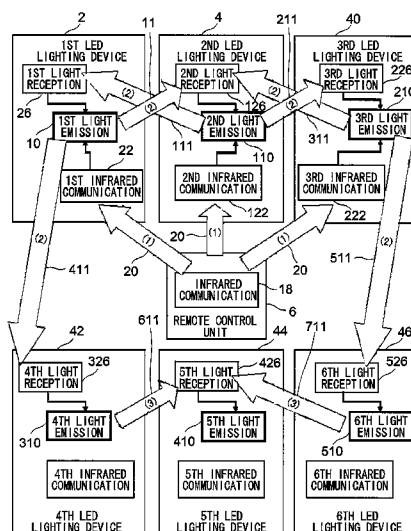 2
11
4
211
40
1ST LED
LIGHTING DEVICE
2ND LED
LIGHTING DEVICE
3RD LED
LIGHTING DEVICE
1ST LIGHT
RECEPTION
2ND LIGHT
RECEPTION
3RD LIGHT
RECEPTION
226
26
(2)
(2)
126
(2)
(2)
210
10
1ST LIGHT
EMISSION
111
2ND LIGHT
EMISSION
311
3RD LIGHT
EMISSION
22
110
1ST INFRARED
COMMUNICATION
2ND INFRARED
COMMUNICATION
3RD INFRARED
COMMUNICATION
122
222
(2)
(1)
20
(1)
(1)
(2)
411
20
20
511
INFRARED
COMMUNICATION
18
REMOTE CONTROL
UNIT
6
42
611
44
711
46
4TH LIGHT
RECEPTION
326
5TH LIGHT
RECEPTION
426
6TH LIGHT
RECEPTION
526
310
4TH LIGHT
EMISSION
(3)
410
5TH LIGHT
EMISSION
(3)
510
6TH LIGHT
EMISSION
4TH INFRARED
COMMUNICATION
5TH INFRARED
COMMUNICATION
6TH INFRARED
COMMUNICATION
4TH LED
LIGHTING DEVICE
5TH LED
LIGHTING DEVICE
6TH LED
LIGHTING DEVICE